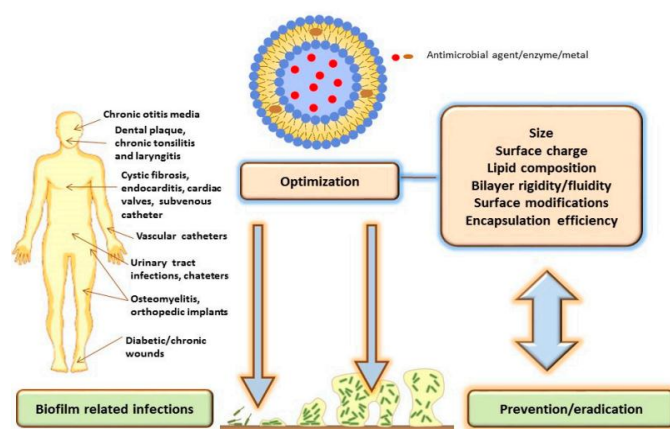 Antimicrobial agent/enzyme/metal
Chronic otitis media
Dental plaque,
chronic tonsilitis
and laryngitis
Cystic fibrosis,
endocarditis, cardiac
valves, subvenous
catheter
Vascular catheters
Urinary tract
infections, chateters
Osteomyelitis,
orthopedic implants
Diabetic/chronic
wounds
Biofilm related infections
Optimization
Size
Surface charge
Lipid composition
Bilayer rigidity/fluidity
Surface modifications
Encapsulation efficiency
Prevention/eradication